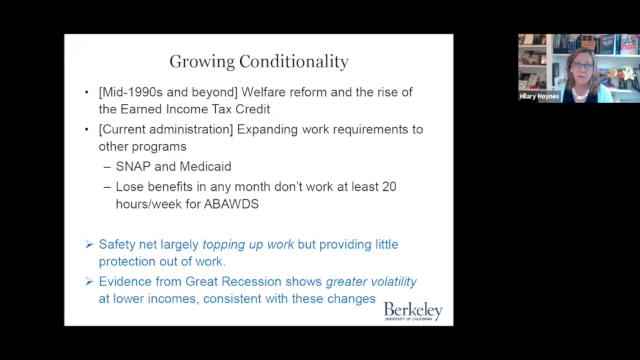 Growing Conditionality
• [Mid-1990s and beyond] Welfare reform and the rise of
the Earned Income Tax Credit
• [Current administration] Expanding work requirements to
other programs
– SNAP and Medicaid
– Lose benefits in any month don't work at least 20
hours/week for ABAWDS
➢ Safety net largely topping up work but providing little
protection out of work.
➢ Evidence from Great Recession shows greater volatility
at lower incomes, consistent with these changes
Berkeley
UNIVERSITY OF CALIFORNIA
Hilary Hoynes